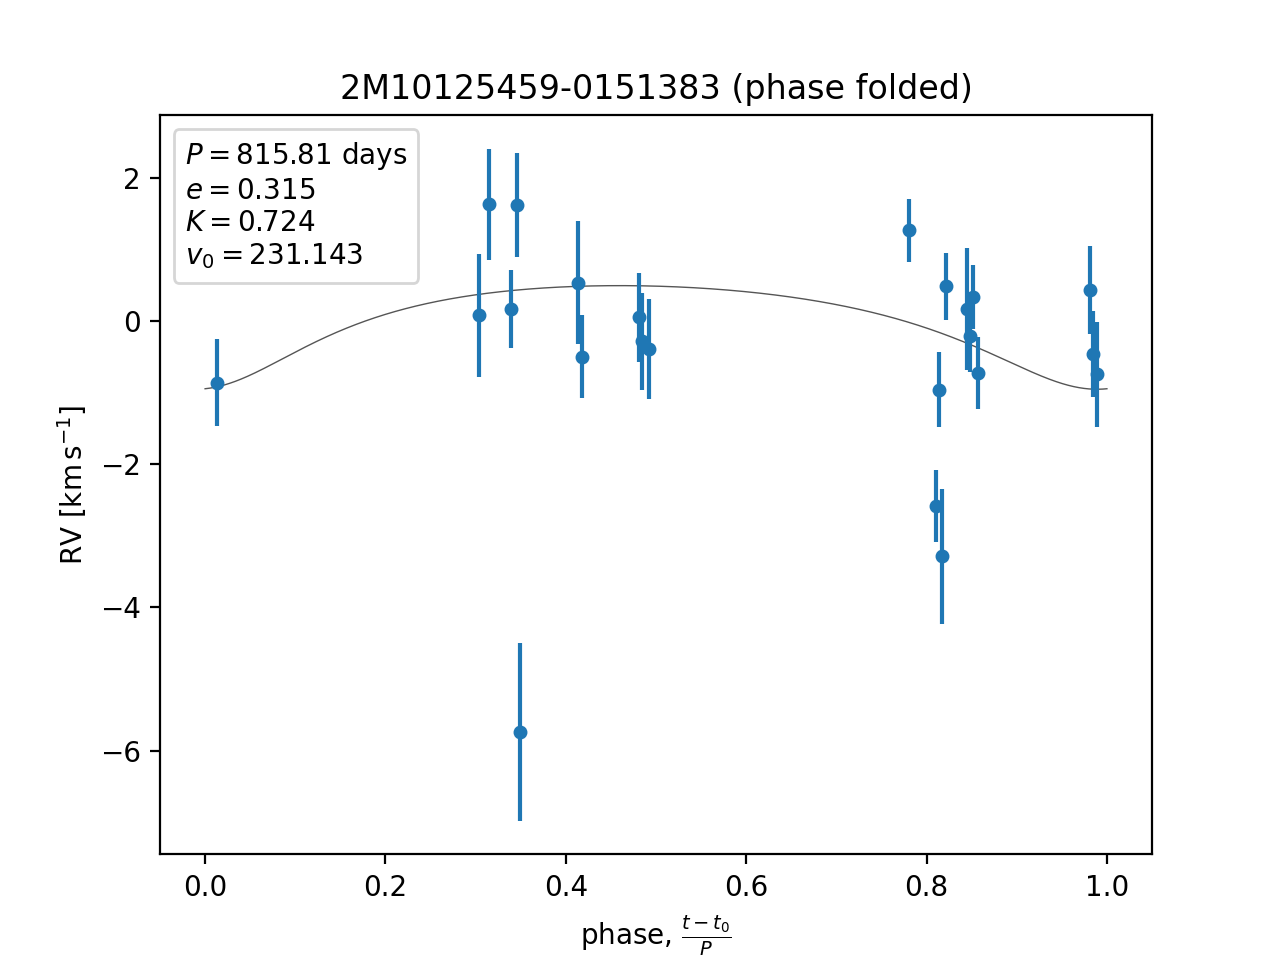 2M10125459-0151383 (phase folded)
P = 815.81 days
e = 0.315
K = 0.724
v₀ = 231.143
2
0
−2
−4
−6
RV [km s⁻¹]
0.0 0.2 0.4 0.6 0.8 1.0
phase, (t − t₀)/P